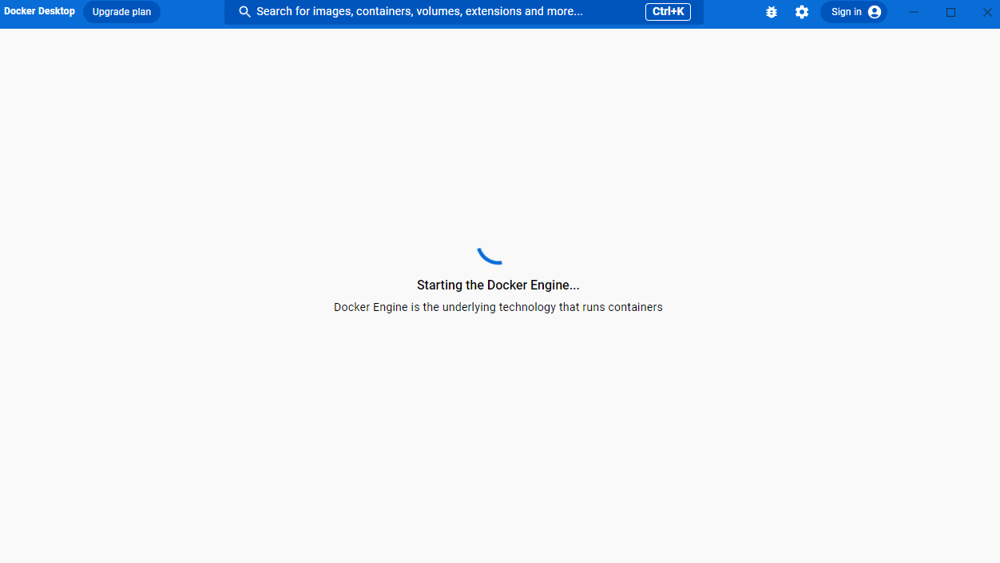 Docker Desktop Upgrade plan Search for images, containers, volumes, extensions and more... Ctrl+K Sign in
Starting the Docker Engine...
Docker Engine is the underlying technology that runs containers